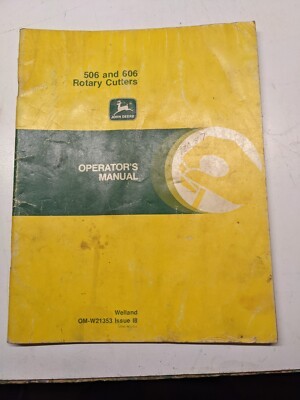 506 and 606
Rotary Cutters
JOHN DEERE
OPERATOR'S
MANUAL
Welland
OM-W21353 Issue I8